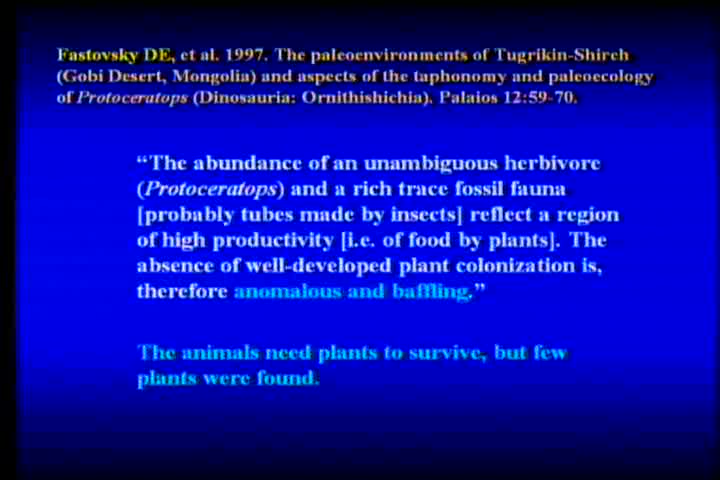 Fastovsky DE, et al. 1997. The paleoenvironments of Tugrikin-Shireh
(Gobi Desert, Mongolia) and aspects of the taphonomy and paleoecology
of Protoceratops (Dinosauria: Ornithishichia). Palaios 12:59-70.
“The abundance of an unambiguous herbivore
(Protoceratops) and a rich trace fossil fauna
[probably tubes made by insects] reflect a region
of high productivity [i.e. of food by plants]. The
absence of well-developed plant colonization is,
therefore anomalous and baffling.”
The animals need plants to survive, but few
plants were found.